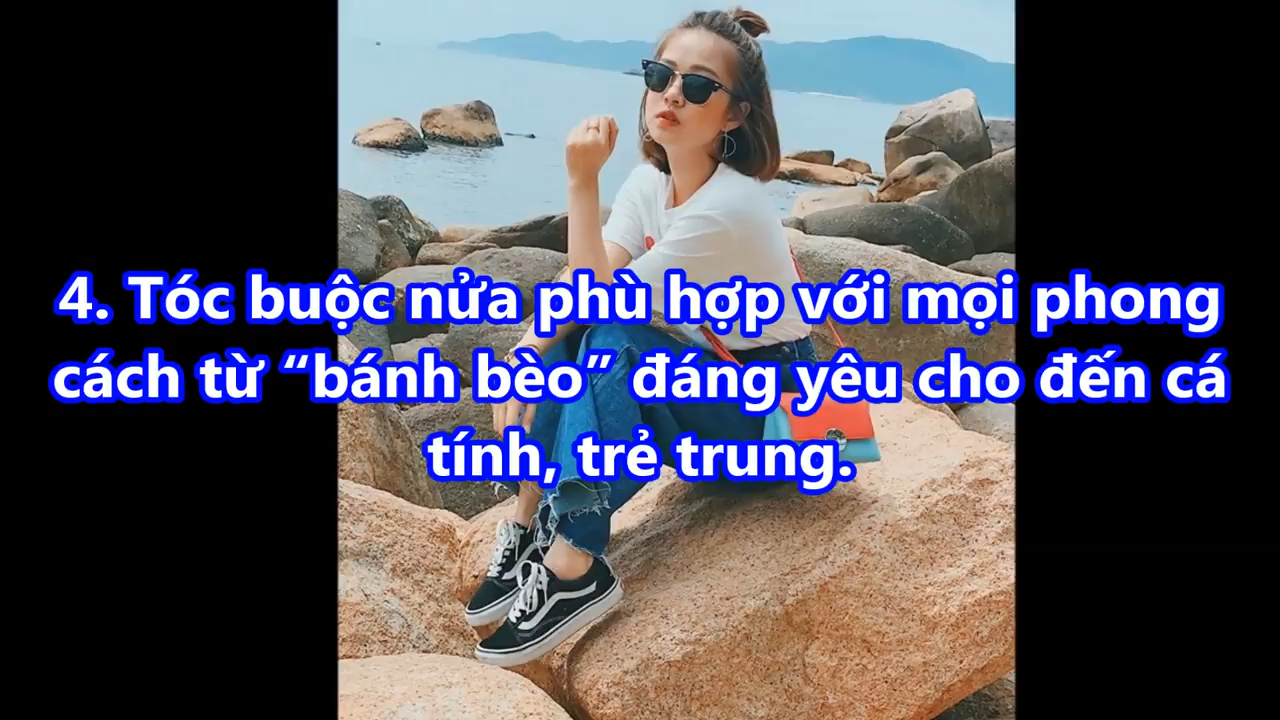 4. Tóc buộc nửa phù hợp với mọi phong
cách từ “bánh bèo” đáng yêu cho đến cá
tính, trẻ trung.